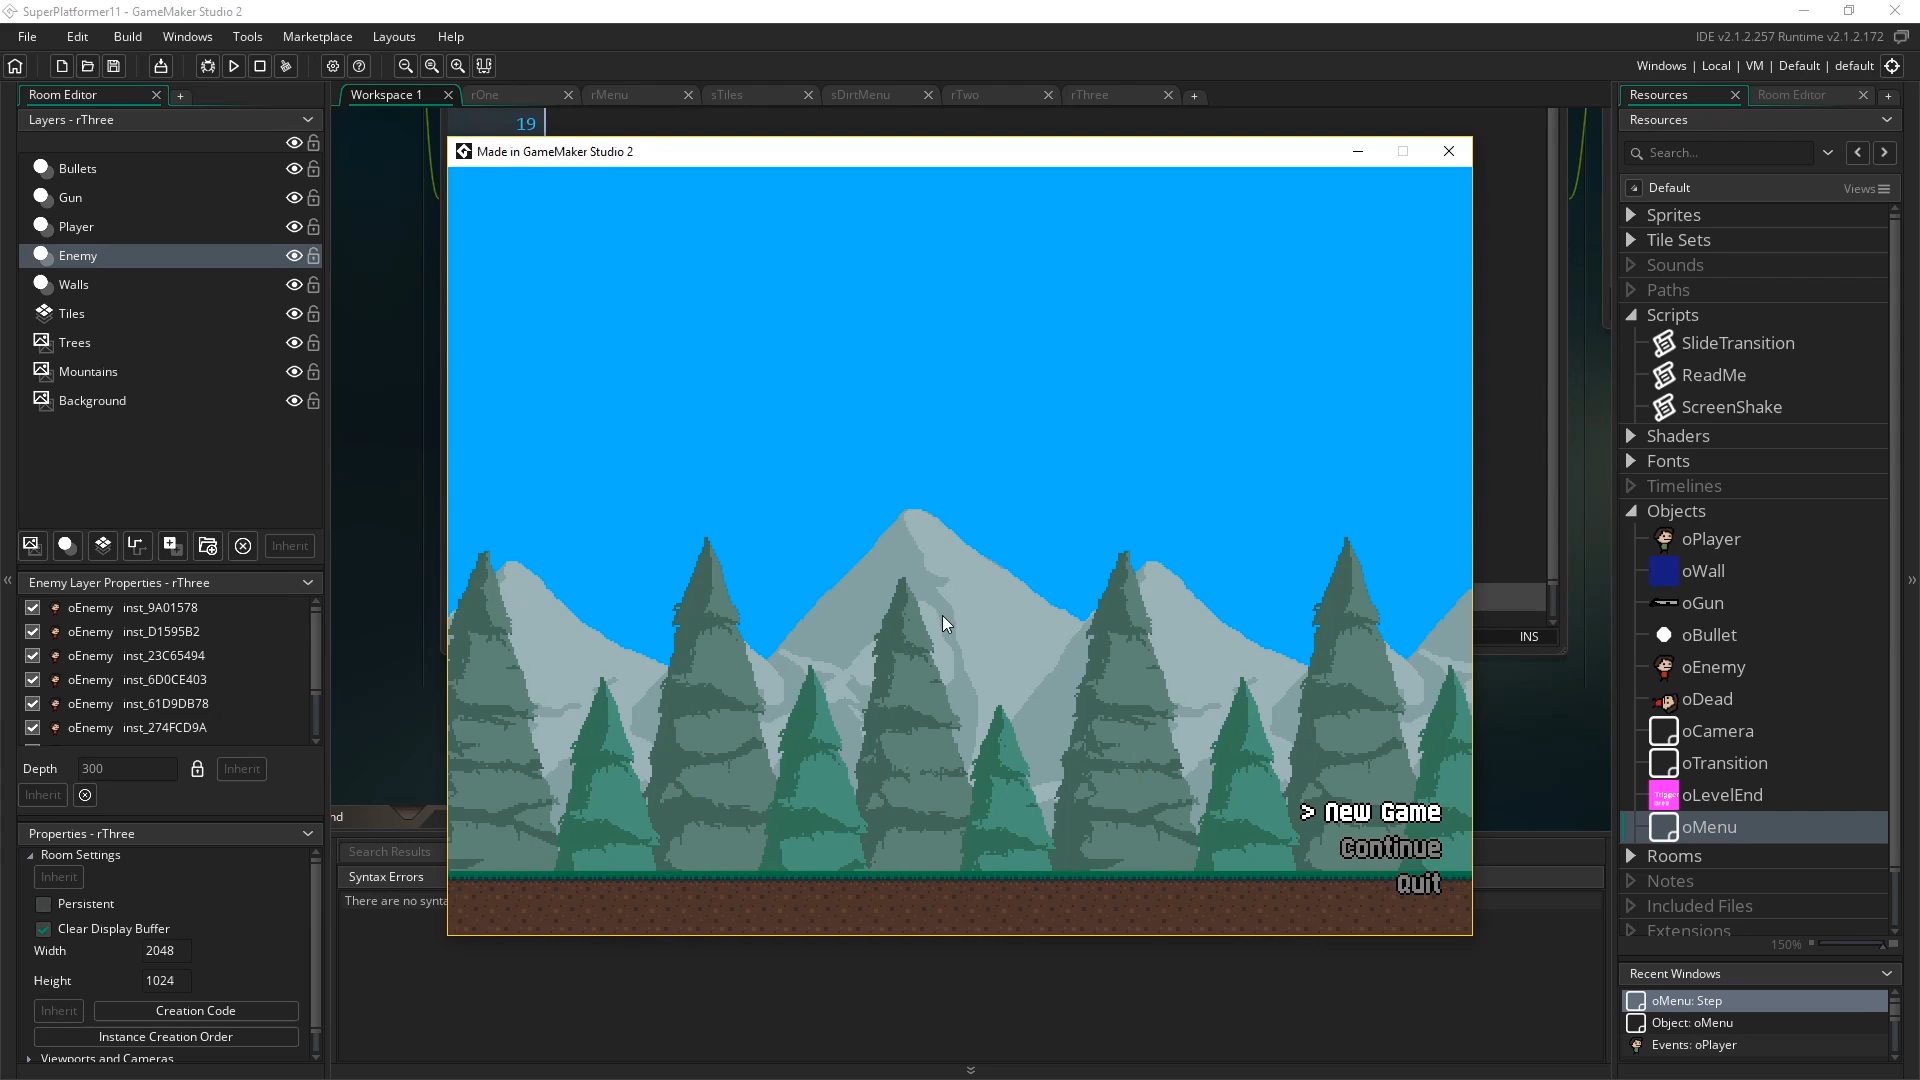 SuperPlatformer11 - GameMaker Studio 2
File Edit Build Windows Tools Marketplace Layouts Help
IDE v2.1.2.257 Runtime v2.1.2.172
Windows | Local | VM | Default | default
Room Editor
Workspace 1 rOne rMenu sTiles sDirtMenu rTwo rThree
Resources Room Editor
Layers - rThree
Resources
19
Search...
Made in GameMaker Studio 2
Default Views
Bullets
Gun
Player
Enemy
Walls
Tiles
Trees
Mountains
Background
Inherit
Enemy Layer Properties - rThree
oEnemy inst_9A01578
oEnemy inst_D1595B2
oEnemy inst_23C65494
oEnemy inst_6D0CE403
oEnemy inst_61D9DB78
oEnemy inst_274FCD9A
Depth 300 Inherit
Inherit
Properties - rThree
Room Settings
Inherit
Persistent
Clear Display Buffer
Width 2048
Height 1024
Inherit Creation Code
Instance Creation Order
Viewports and Cameras
> New Game
Continue
Quit
INS
nd
Search Results
Syntax Errors
There are no synta
Sprites
Tile Sets
Sounds
Paths
Scripts
SlideTransition
ReadMe
ScreenShake
Shaders
Fonts
Timelines
Objects
oPlayer
oWall
oGun
oBullet
oEnemy
oDead
oCamera
oTransition
oLevelEnd
oMenu
Rooms
Notes
Included Files
Extensions
150%
Recent Windows
oMenu: Step
Object: oMenu
Events: oPlayer